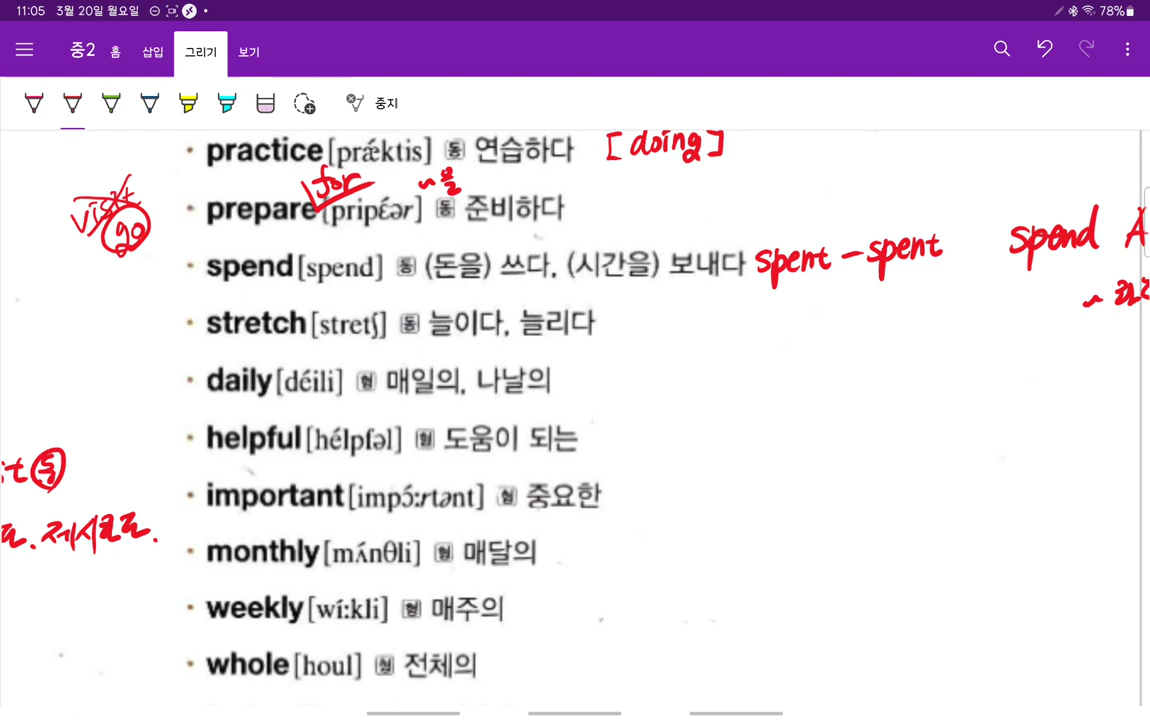 11:05 3월 20일 월요일 78%
중2 홈 삽입 그리기 보기
중지
practice[prǽktis] 동 연습하다 [doing]
for ~를
visit
go
prepare[pripɛ́ər] 동 준비하다
spend[spend] 동 (돈을) 쓰다, (시간을) 보내다 spent - spent spend A
stretch[stretʃ] 동 늘이다, 늘리다
daily[déili] 형 매일의, 나날의
helpful[hélpfəl] 형 도움이 되는
important[impɔ́ːrtənt] 형 중요한
monthly[mʌ́nθli] 형 매달의
weekly[wíːkli] 형 매주의
whole[houl] 형 전체의